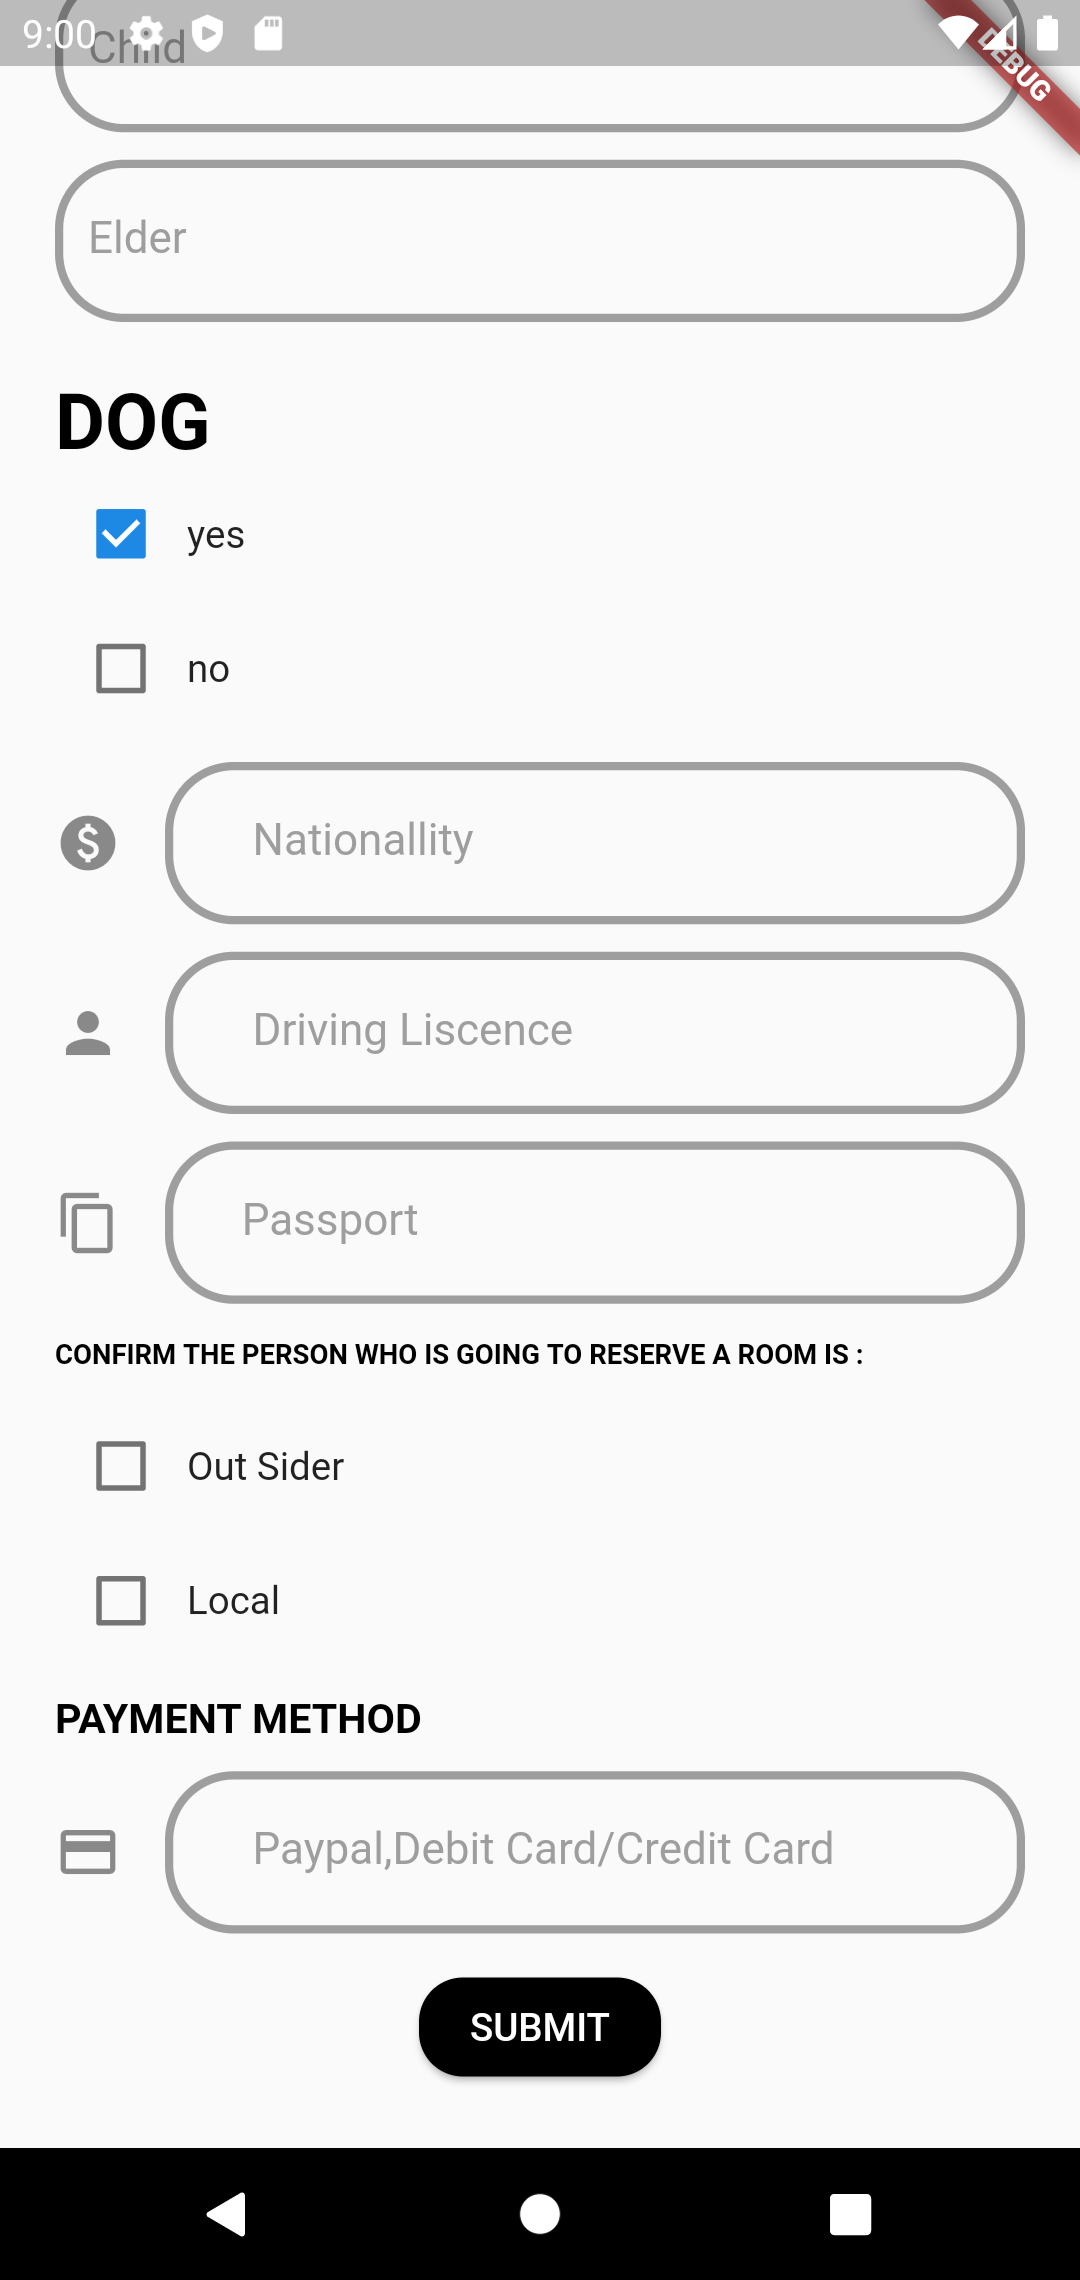 9:00
Child
DEBUG
Elder
DOG
yes
no
Nationallity
Driving Liscence
Passport
CONFIRM THE PERSON WHO IS GOING TO RESERVE A ROOM IS :
Out Sider
Local
PAYMENT METHOD
Paypal,Debit Card/Credit Card
SUBMIT